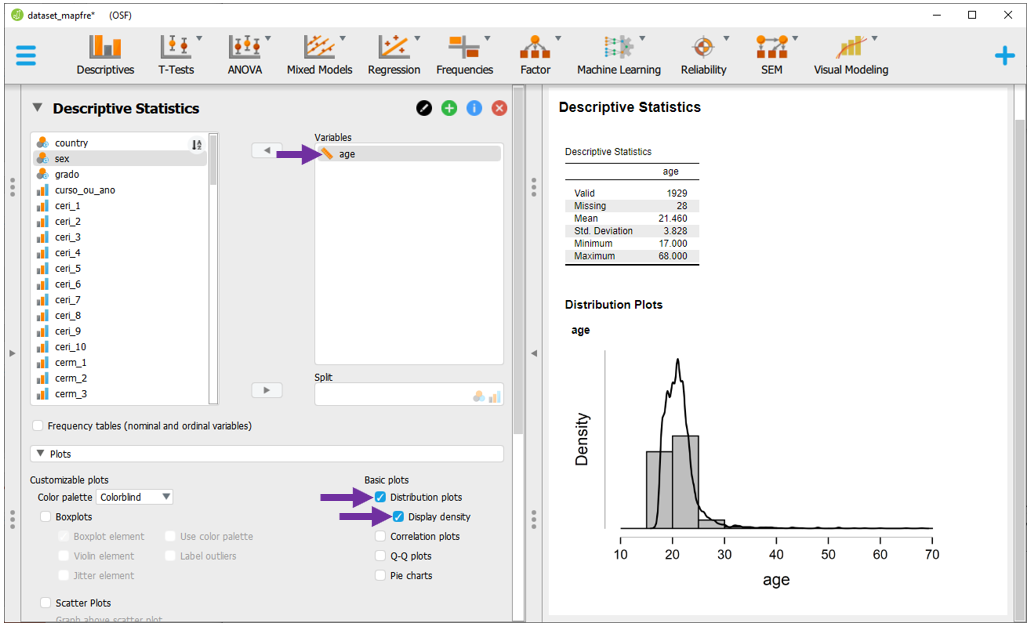 dataset_mapfre* (OSF)
Descriptives T-Tests ANOVA Mixed Models Regression Frequencies Factor Machine Learning Reliability SEM Visual Modeling
Descriptive Statistics
country
sex
grado
curso_ou_ano
ceri_1
ceri_2
ceri_3
ceri_4
ceri_5
ceri_6
ceri_7
ceri_8
ceri_9
ceri_10
cerm_1
cerm_2
cerm_3
Variables
age
Split
Frequency tables (nominal and ordinal variables)
Plots
Customizable plots
Color palette Colorblind
Boxplots
Boxplot element Use color palette
Violin element Label outliers
Jitter element
Scatter Plots
Graph above scatter plot
Basic plots
Distribution plots
Display density
Correlation plots
Q-Q plots
Pie charts
Descriptive Statistics
Descriptive Statistics
age
Valid 1929
Missing 28
Mean 21.460
Std. Deviation 3.828
Minimum 17.000
Maximum 68.000
Distribution Plots
age
Density
10 20 30 40 50 60 70
age